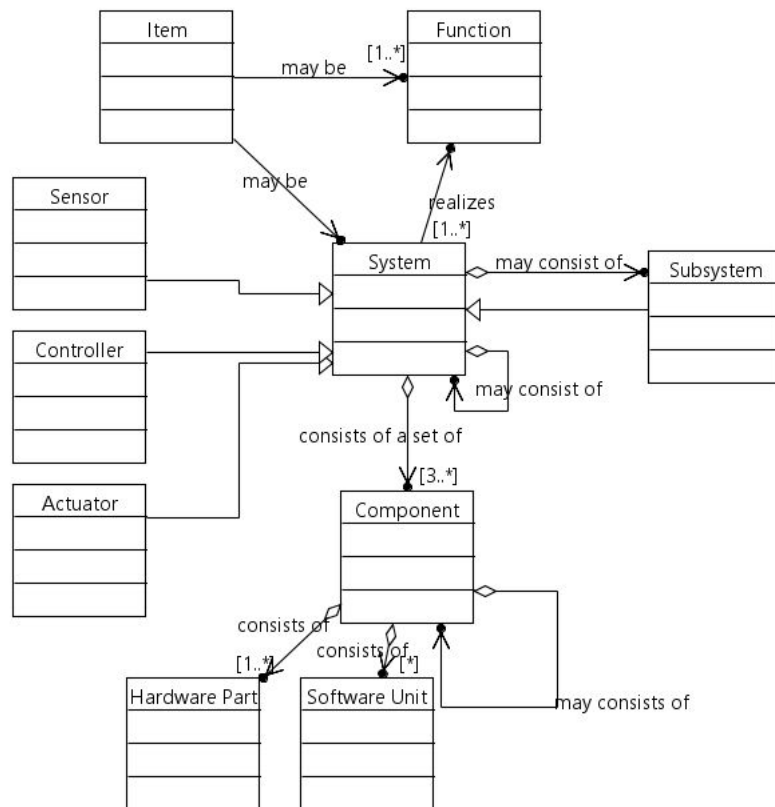 Item
Function
[1..*]
may be
may be
Sensor
realizes
[1..*]
System
may consist of
Subsystem
Controller
may consist of
consists of a set of
[3..*]
Actuator
Component
consists of
consists of
[1..*]
[*]
Hardware Part
Software Unit
may consists of